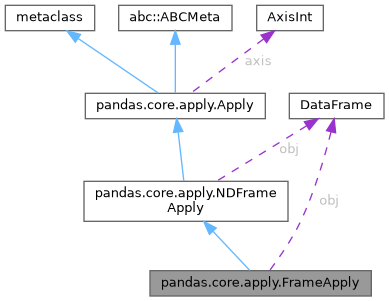 metaclass
abc::ABCMeta
AxisInt
axis
pandas.core.apply.Apply
DataFrame
obj
pandas.core.apply.NDFrame
Apply
obj
pandas.core.apply.FrameApply